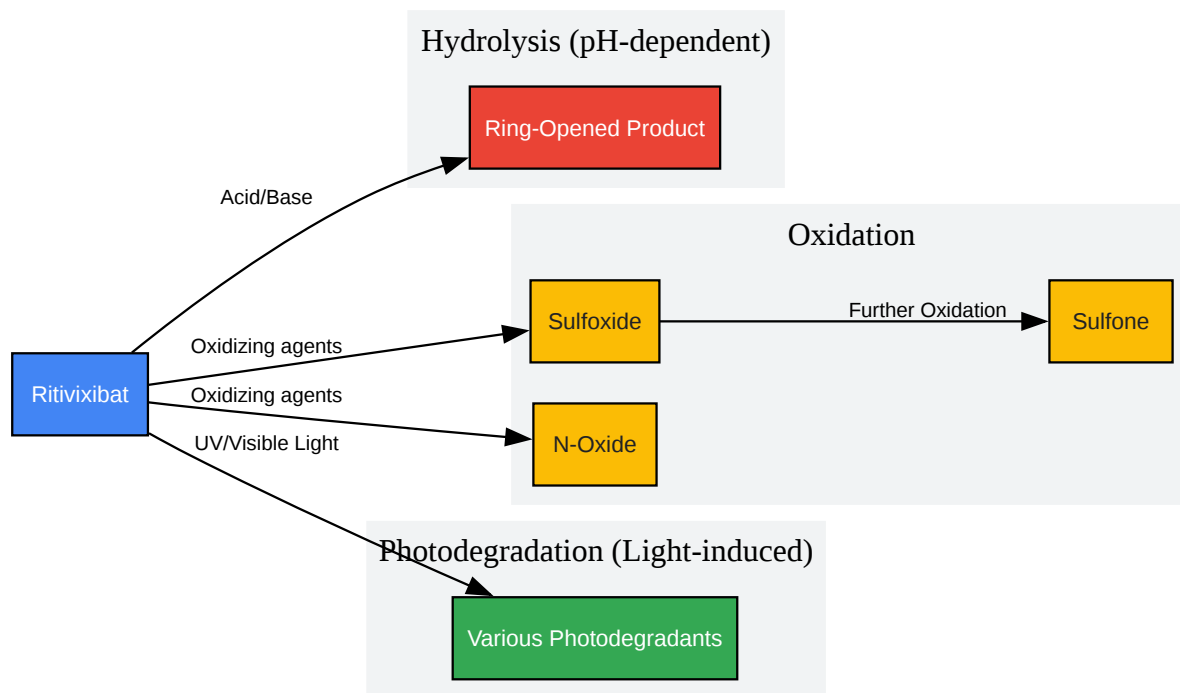 Hydrolysis (pH-dependent)
Ring-Opened Product
Acid/Base
Oxidation
Sulfoxide
Further Oxidation
Sulfone
Oxidizing agents
Ritivixibat
Oxidizing agents
N-Oxide
UV/Visible Light
Photodegradation (Light-induced)
Various Photodegradants